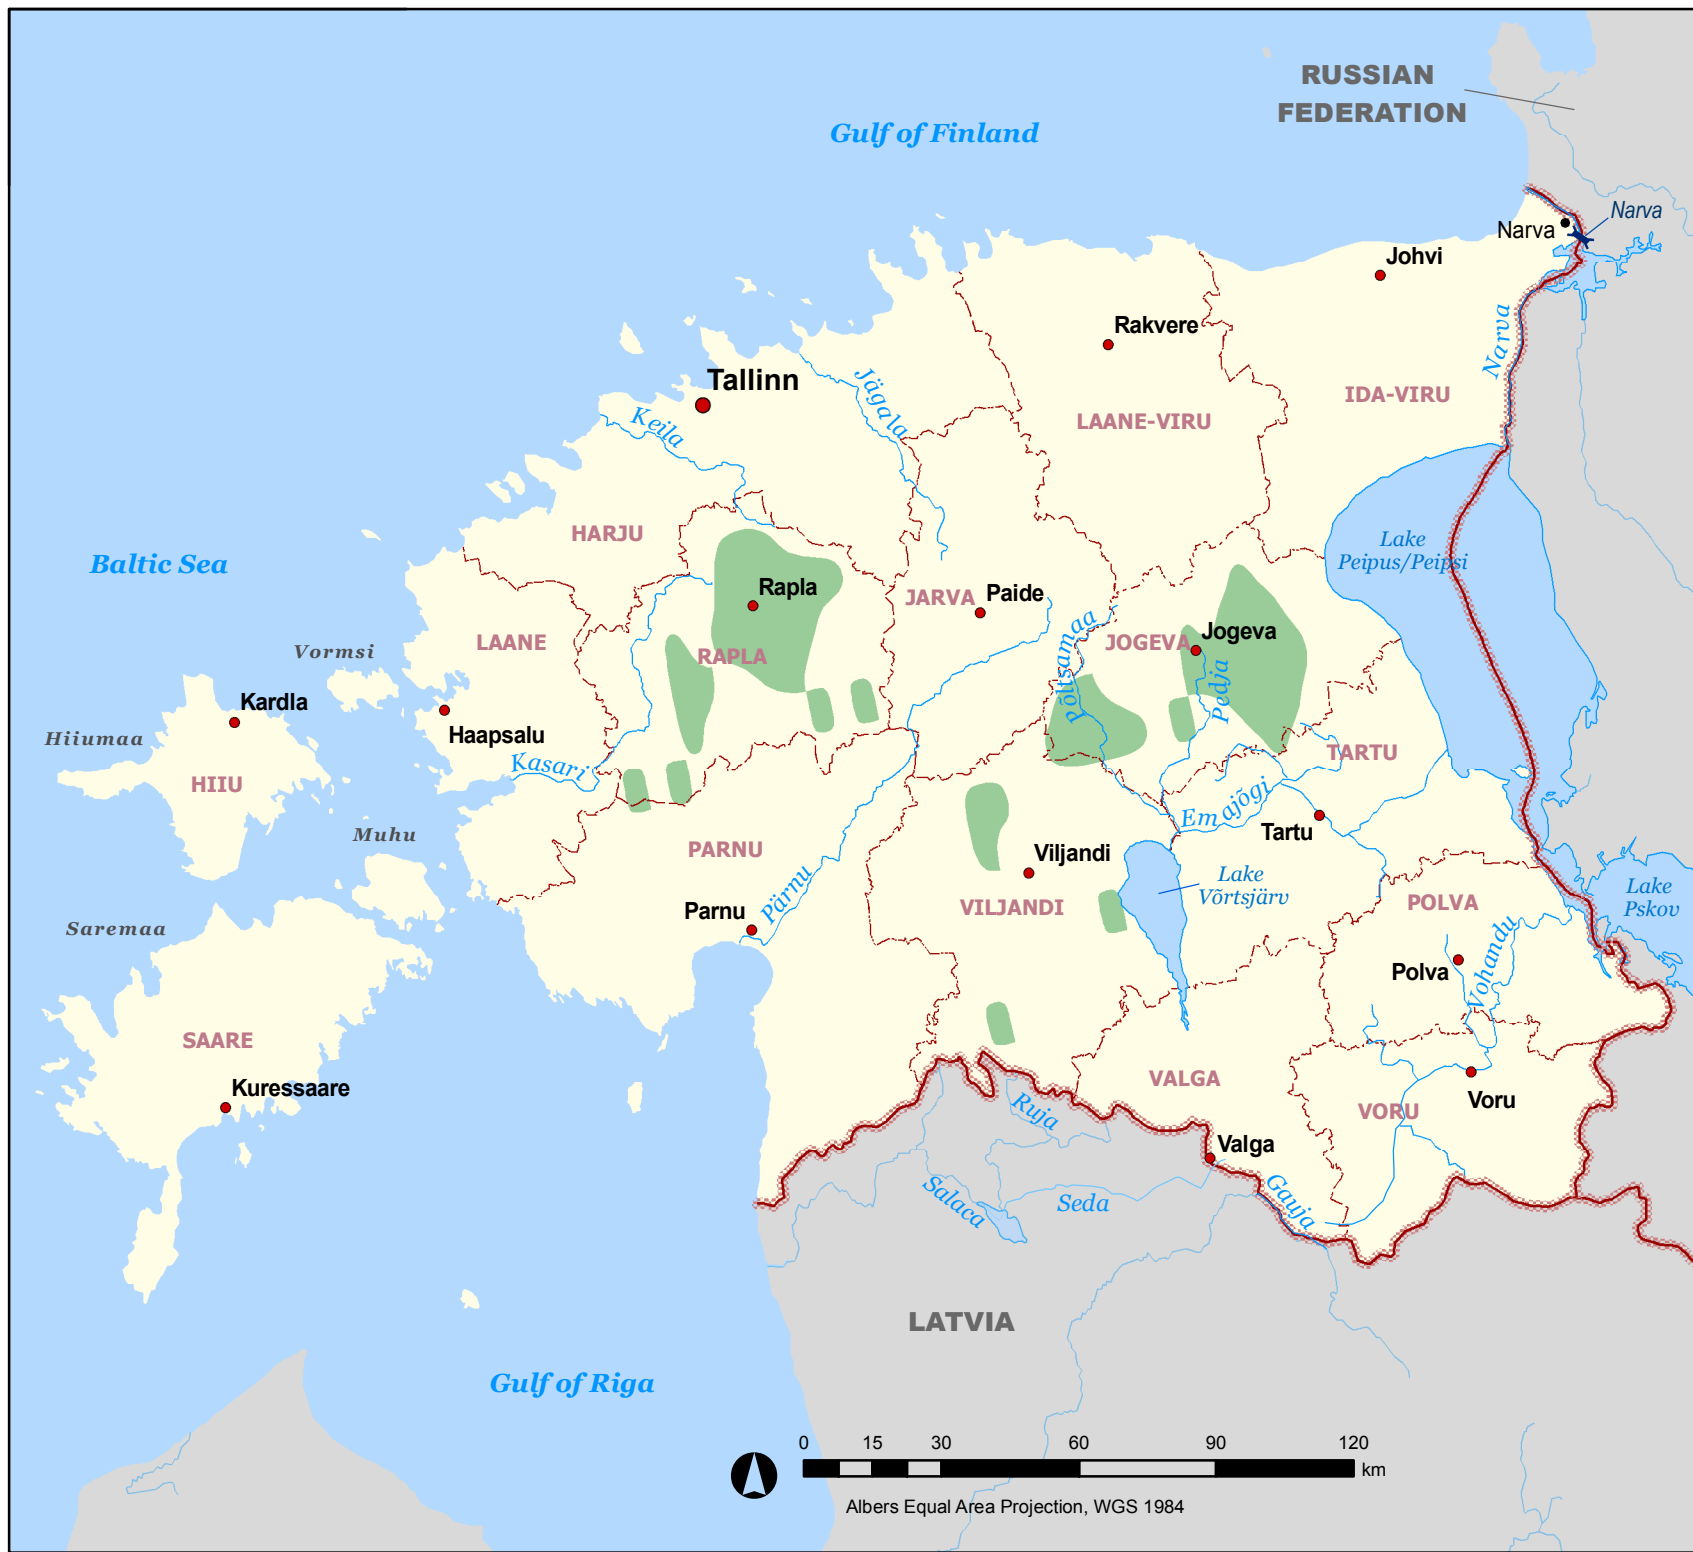 RUSSIAN
FEDERATION
Gulf of Finland
Narva
Narva
Johvi
Narva
Rakvere
Tallinn
Jägala
IDA-VIRU
Keila
LAANE-VIRU
HARJU
Lake
Peipus/Peipsi
Baltic Sea
Rapla
JARVA
Paide
Põltsamaa
JOGEVA
Jogeva
LAANE
RAPLA
Vormsi
Pedja
Kardla
Haapsalu
Hiiumaa
Kasari
TARTU
HIIU
Emajõgi
Tartu
Muhu
PARNU
Viljandi
Lake
Võrtsjärv
Lake
Pskov
Pärnu
Parnu
VILJANDI
POLVA
Saremaa
Vohandu
Polva
SAARE
Kuressaare
VALGA
Ruja
VORU
Voru
Valga
Salaca
Seda
Gauja
LATVIA
Gulf of Riga
0 15 30 60 90 120
km
Albers Equal Area Projection, WGS 1984